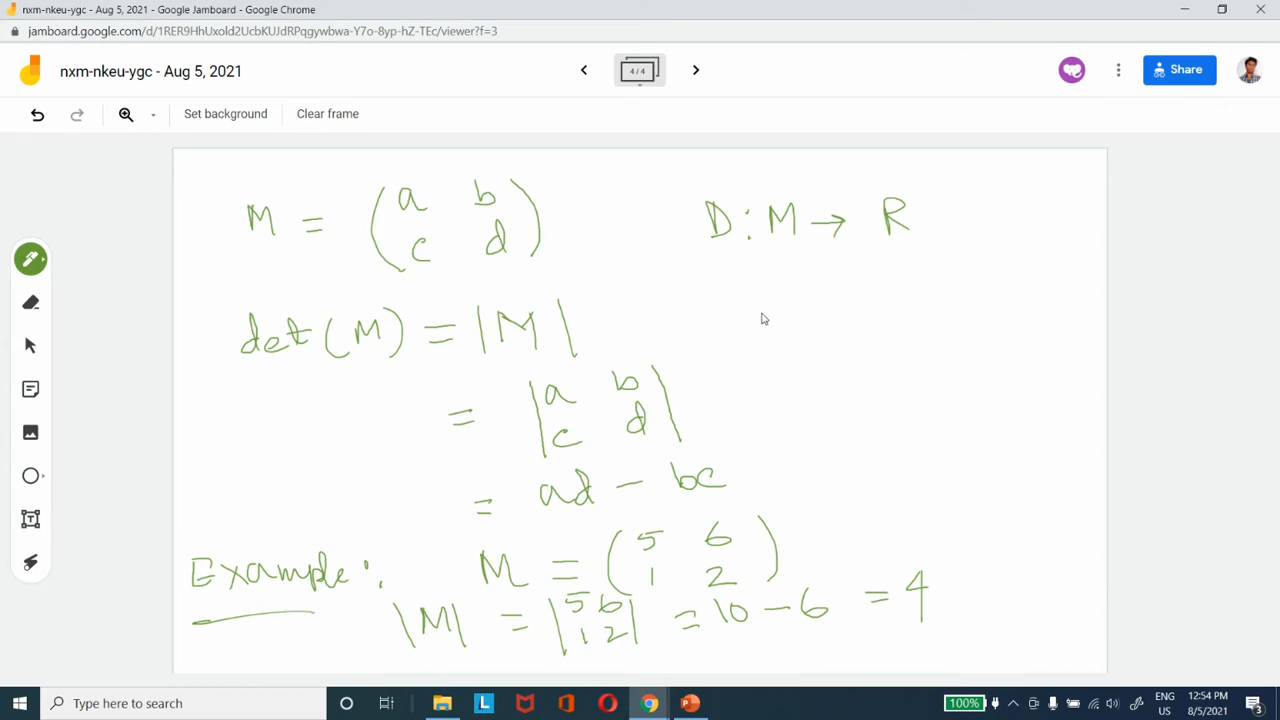 nxm-nkeu-ygc - Aug 5, 2021 - Google Jamboard - Google Chrome
jamboard.google.com/d/1RER9HhUxold2UcbKUJdRPqgywbwa-Y7o-8yp-hZ-TEc/viewer?f=3
nxm-nkeu-ygc - Aug 5, 2021
4 / 4
Share
Set background
Clear frame
M = ( a b
c d )
D : M → R
det (M) = |M|
= | a b
c d |
= ad - bc
Example : M = ( 5 6
1 2 )
|M| = | 5 6
1 2 | = 10 - 6 = 4
Type here to search
L
100%
ENG
US
12:54 PM
8/5/2021
3